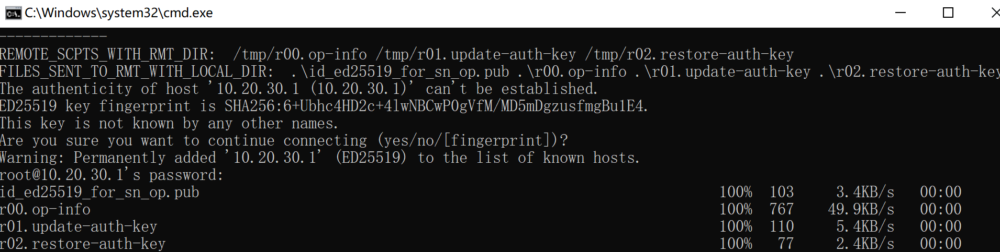 C:\Windows\system32\cmd.exe
-------------
REMOTE_SCPTS_WITH_RMT_DIR:  /tmp/r00.op-info /tmp/r01.update-auth-key /tmp/r02.restore-auth-key
FILES_SENT_TO_RMT_WITH_LOCAL_DIR:  .\id_ed25519_for_sn_op.pub .\r00.op-info .\r01.update-auth-key .\r02.restore-auth-key
The authenticity of host '10.20.30.1 (10.20.30.1)' can't be established.
ED25519 key fingerprint is SHA256:6+Ubhc4HD2c+4lwNBCwP0gVfM/MD5mDgzusfmgBu1E4.
This key is not known by any other names.
Are you sure you want to continue connecting (yes/no/[fingerprint])?
Warning: Permanently added '10.20.30.1' (ED25519) to the list of known hosts.
root@10.20.30.1's password:
id_ed25519_for_sn_op.pub 100% 103 3.4KB/s 00:00
r00.op-info 100% 767 49.9KB/s 00:00
r01.update-auth-key 100% 110 5.4KB/s 00:00
r02.restore-auth-key 100% 77 2.4KB/s 00:00